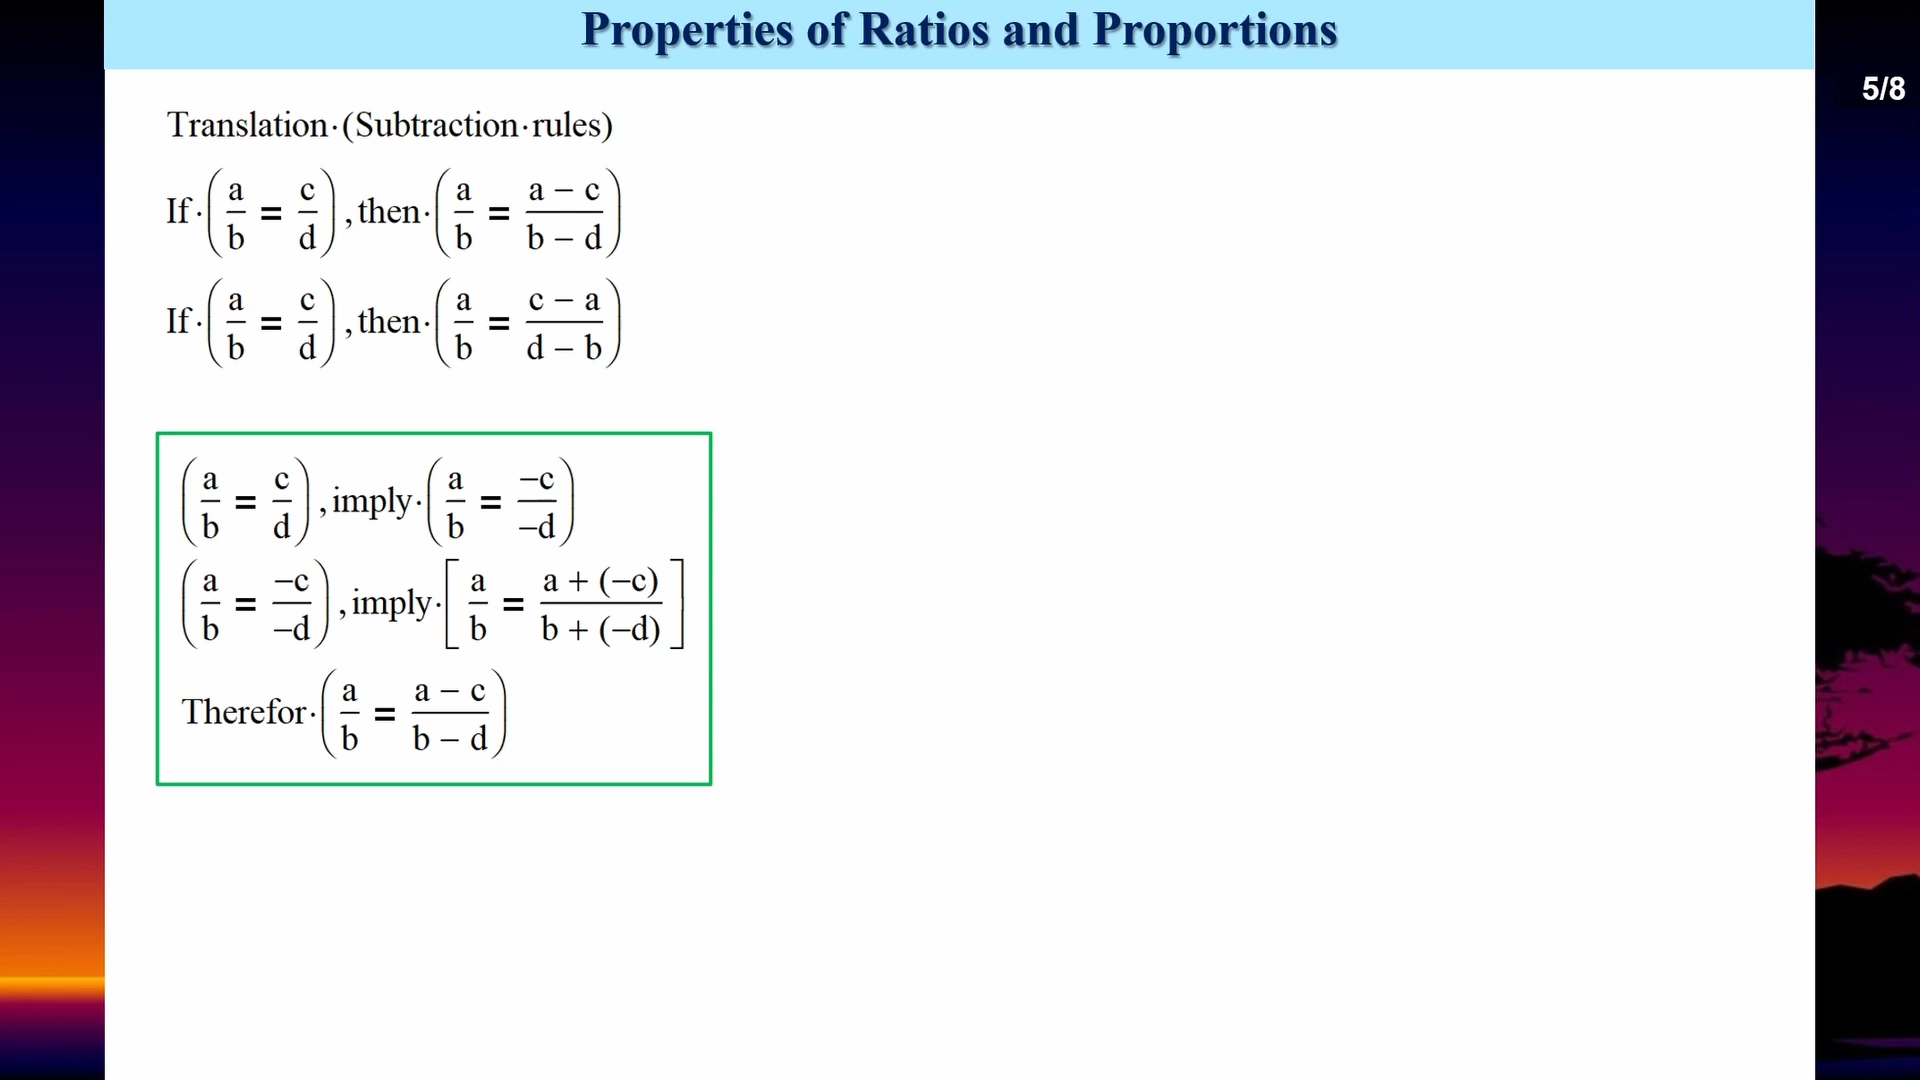 Properties of Ratios and Proportions
5/8
Translation·(Subtraction·rules)
If·(a/b = c/d), then·(a/b = (a − c)/(b − d))
If·(a/b = c/d), then·(a/b = (c − a)/(d − b))
(a/b = c/d), imply·(a/b = −c/−d)
(a/b = −c/−d), imply·[a/b = (a + (−c))/(b + (−d))]
Therefor·(a/b = (a − c)/(b − d))